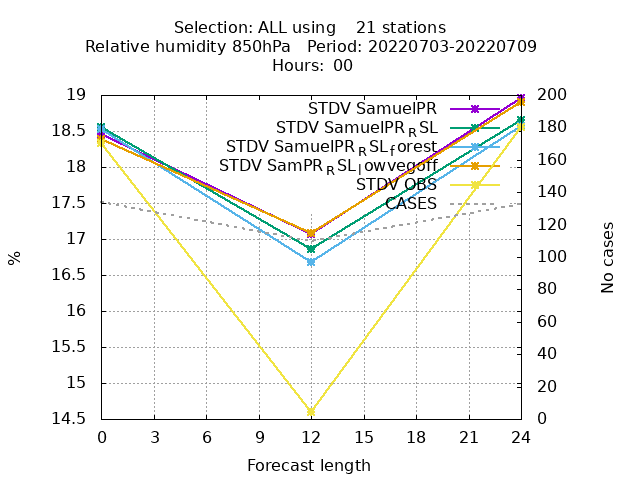 Selection: ALL using    21 stations
Relative humidity 850hPa   Period: 20220703-20220709
Hours:  00
STDV SamuelPR
STDV SamuelPR_RSL
STDV SamuelPR_RSL_forest
STDV SamPR_RSL_lowvegoff
STDV OBS
CASES
19
18.5
18
17.5
17
16.5
16
15.5
15
14.5
200
180
160
140
120
100
80
60
40
20
0
%
No cases
0 3 6 9 12 15 18 21 24
Forecast length